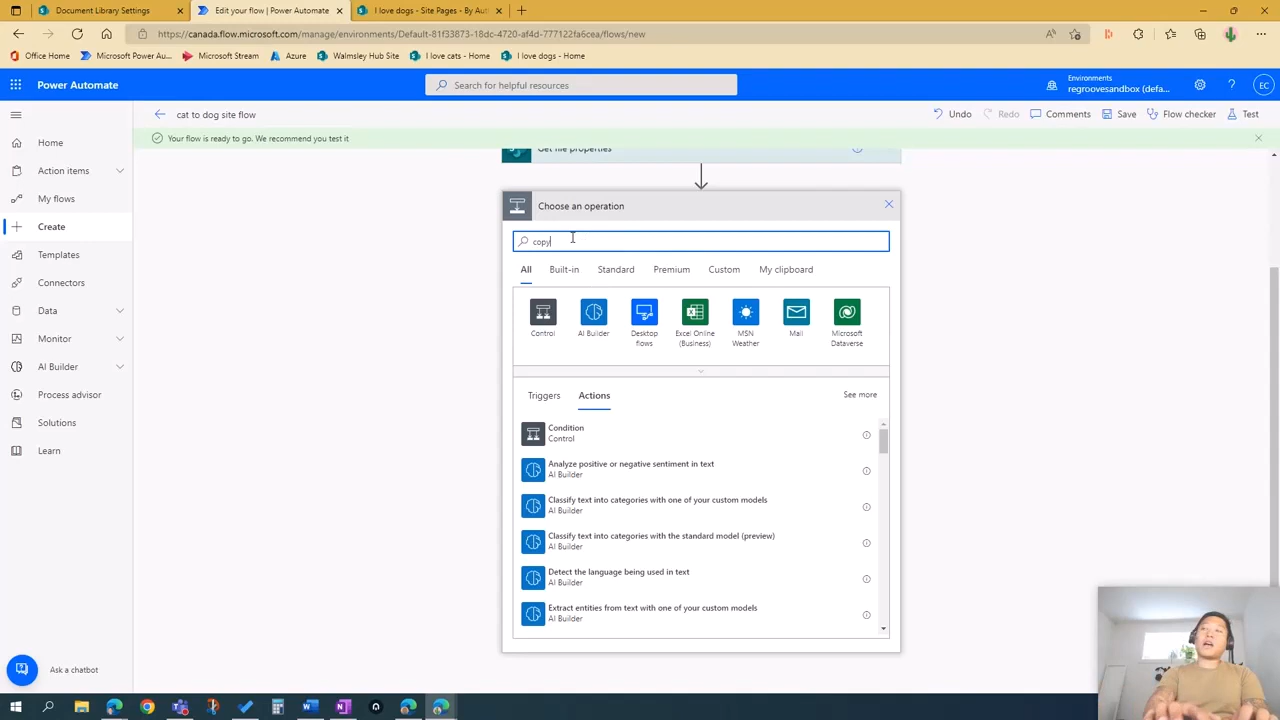 Document Library Settings
Edit your flow | Power Automate
I love dogs - Site Pages - By Aut
https://canada.flow.microsoft.com/manage/environments/Default-81f33873-18dc-4720-af4d-777122fa6cea/flows/new
Office Home
Microsoft Power Au...
Microsoft Stream
Azure
Walmsley Hub Site
I love cats - Home
I love dogs - Home
Power Automate
Search for helpful resources
Environments
regroovesandbox (defa...
EC
cat to dog site flow
Undo
Redo
Comments
Save
Flow checker
Test
Your flow is ready to go. We recommend you test it
Home
Action items
My flows
Create
Templates
Connectors
Data
Monitor
AI Builder
Process advisor
Solutions
Learn
Ask a chatbot
Get file properties
Choose an operation
copy
All
Built-in
Standard
Premium
Custom
My clipboard
Control
AI Builder
Desktop
flows
Excel Online
(Business)
MSN
Weather
Mail
Microsoft
Dataverse
Triggers
Actions
See more
Condition
Control
Analyze positive or negative sentiment in text
AI Builder
Classify text into categories with one of your custom models
AI Builder
Classify text into categories with the standard model (preview)
AI Builder
Detect the language being used in text
AI Builder
Extract entities from text with one of your custom models
AI Builder